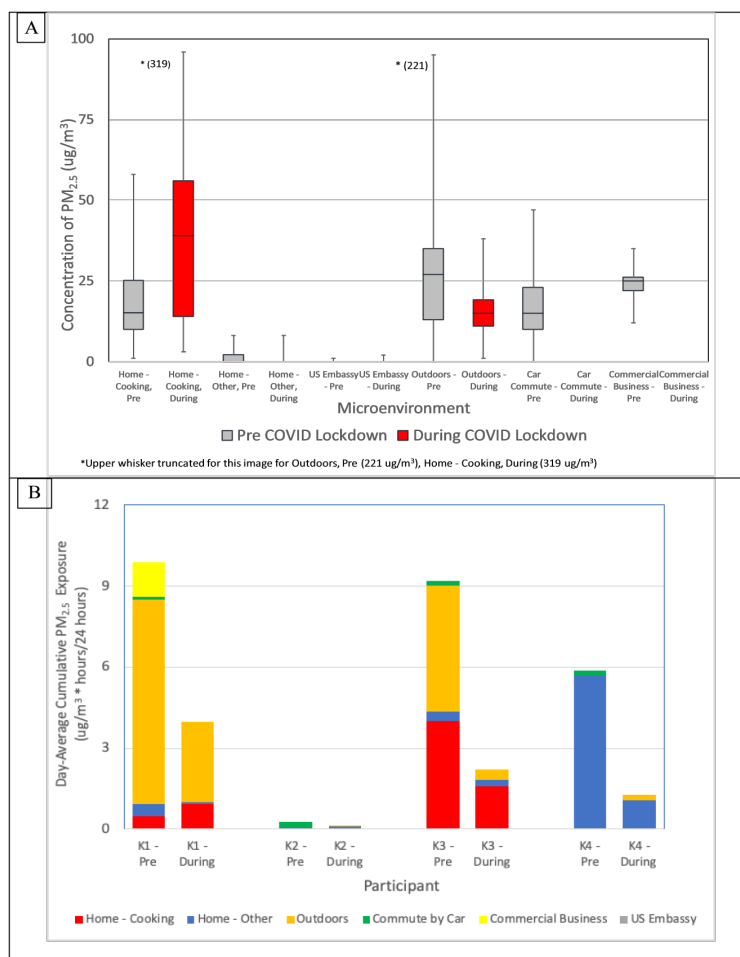 A
100
75
50
25
0
Concentration of PM2.5 (ug/m3)
* (319)
* (221)
Home - Cooking, Pre
Home - Cooking, During
Home - Other, Pre
Home - Other, During
US Embassy - Pre
US Embassy - During
Outdoors - Pre
Outdoors - During
Car Commute - Pre
Car Commute - During
Commercial Business - Pre
Commercial Business - During
Microenvironment
Pre COVID Lockdown
During COVID Lockdown
*Upper whisker truncated for this image for Outdoors, Pre (221 ug/m3), Home - Cooking, During (319 ug/m3)
B
12
9
6
3
0
Day-Average Cumulative PM2.5 Exposure
(ug/m3 * hours/24 hours)
K1 - Pre
K1 - During
K2 - Pre
K2 - During
K3 - Pre
K3 - During
K4 - Pre
K4 - During
Participant
Home - Cooking
Home - Other
Outdoors
Commute by Car
Commercial Business
US Embassy